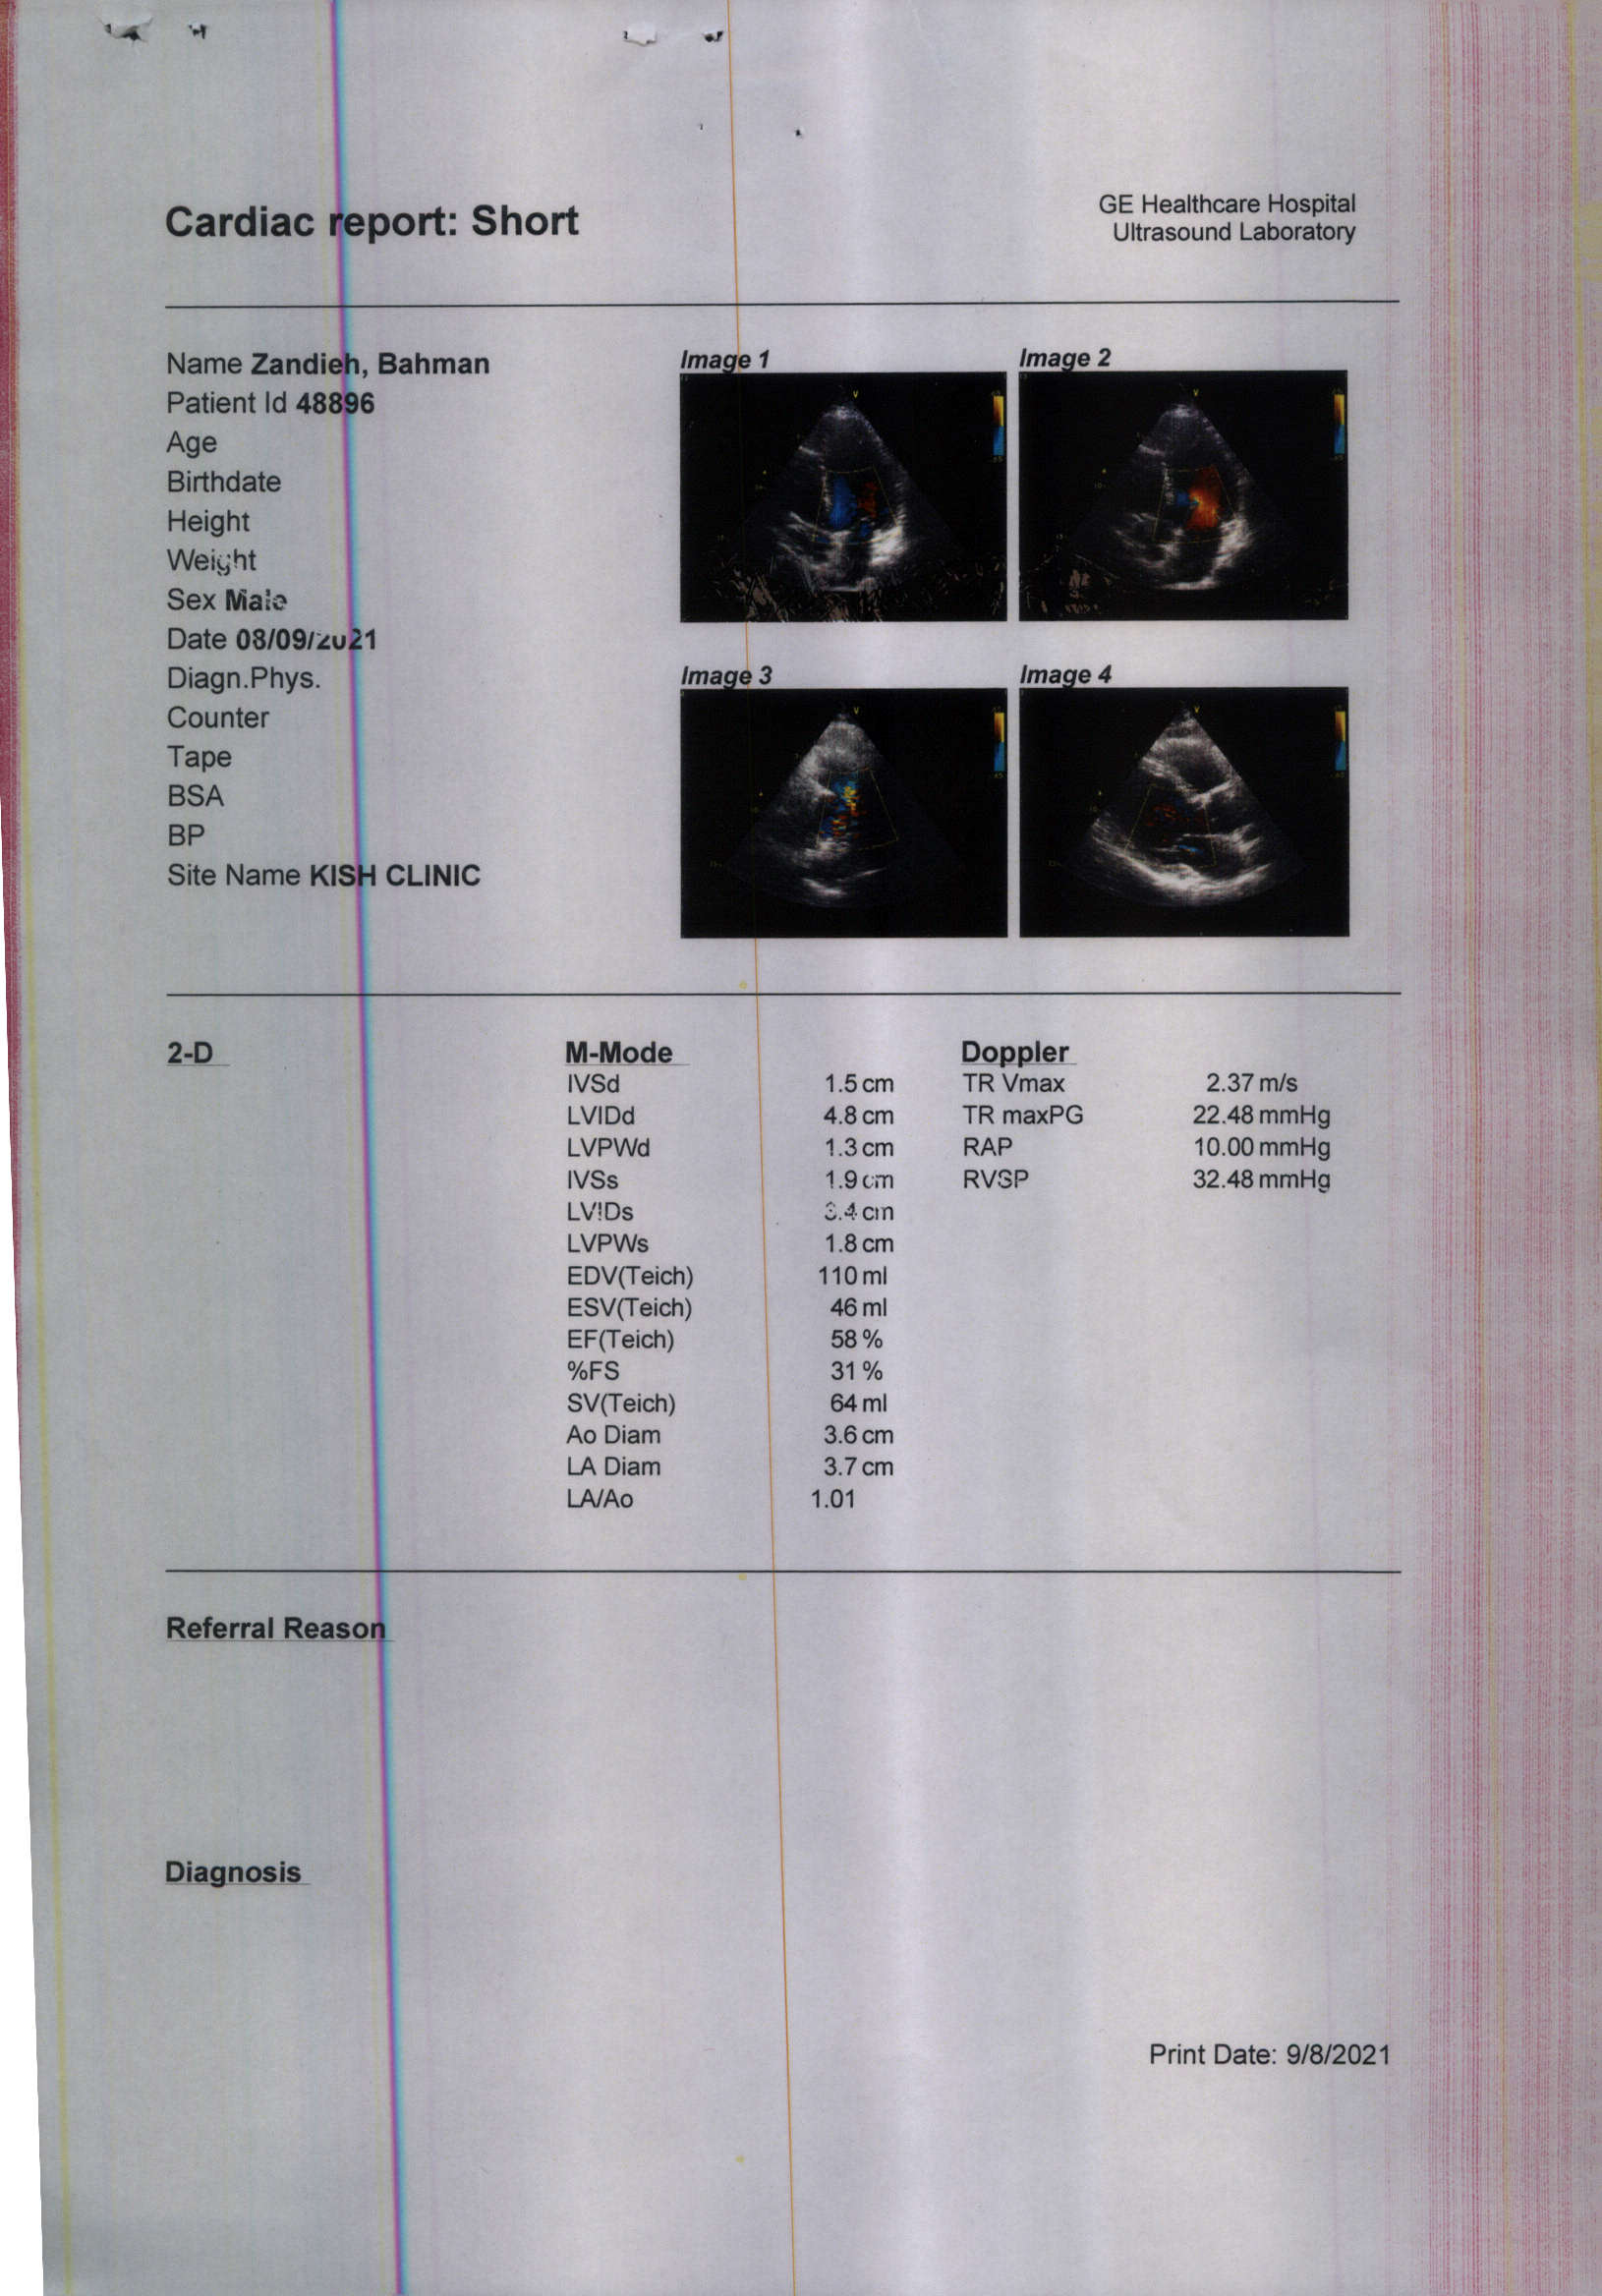 Cardiac report: Short
GE Healthcare Hospital
Ultrasound Laboratory
Name Zandieh, Bahman
Patient Id 48896
Age
Birthdate
Height
Weight
Sex Male
Date 08/09/2021
Diagn.Phys.
Counter
Tape
BSA
BP
Site Name KISH CLINIC
Image 1
Image 2
Image 3
Image 4
2-D
M-Mode
IVSd 1.5 cm
LVIDd 4.8 cm
LVPWd 1.3 cm
IVSs 1.9 cm
LVIDs 3.4 cm
LVPWs 1.8 cm
EDV(Teich) 110 ml
ESV(Teich) 46 ml
EF(Teich) 58 %
%FS 31 %
SV(Teich) 64 ml
Ao Diam 3.6 cm
LA Diam 3.7 cm
LA/Ao 1.01
Doppler
TR Vmax 2.37 m/s
TR maxPG 22.48 mmHg
RAP 10.00 mmHg
RVSP 32.48 mmHg
Referral Reason
Diagnosis
Print Date: 9/8/2021